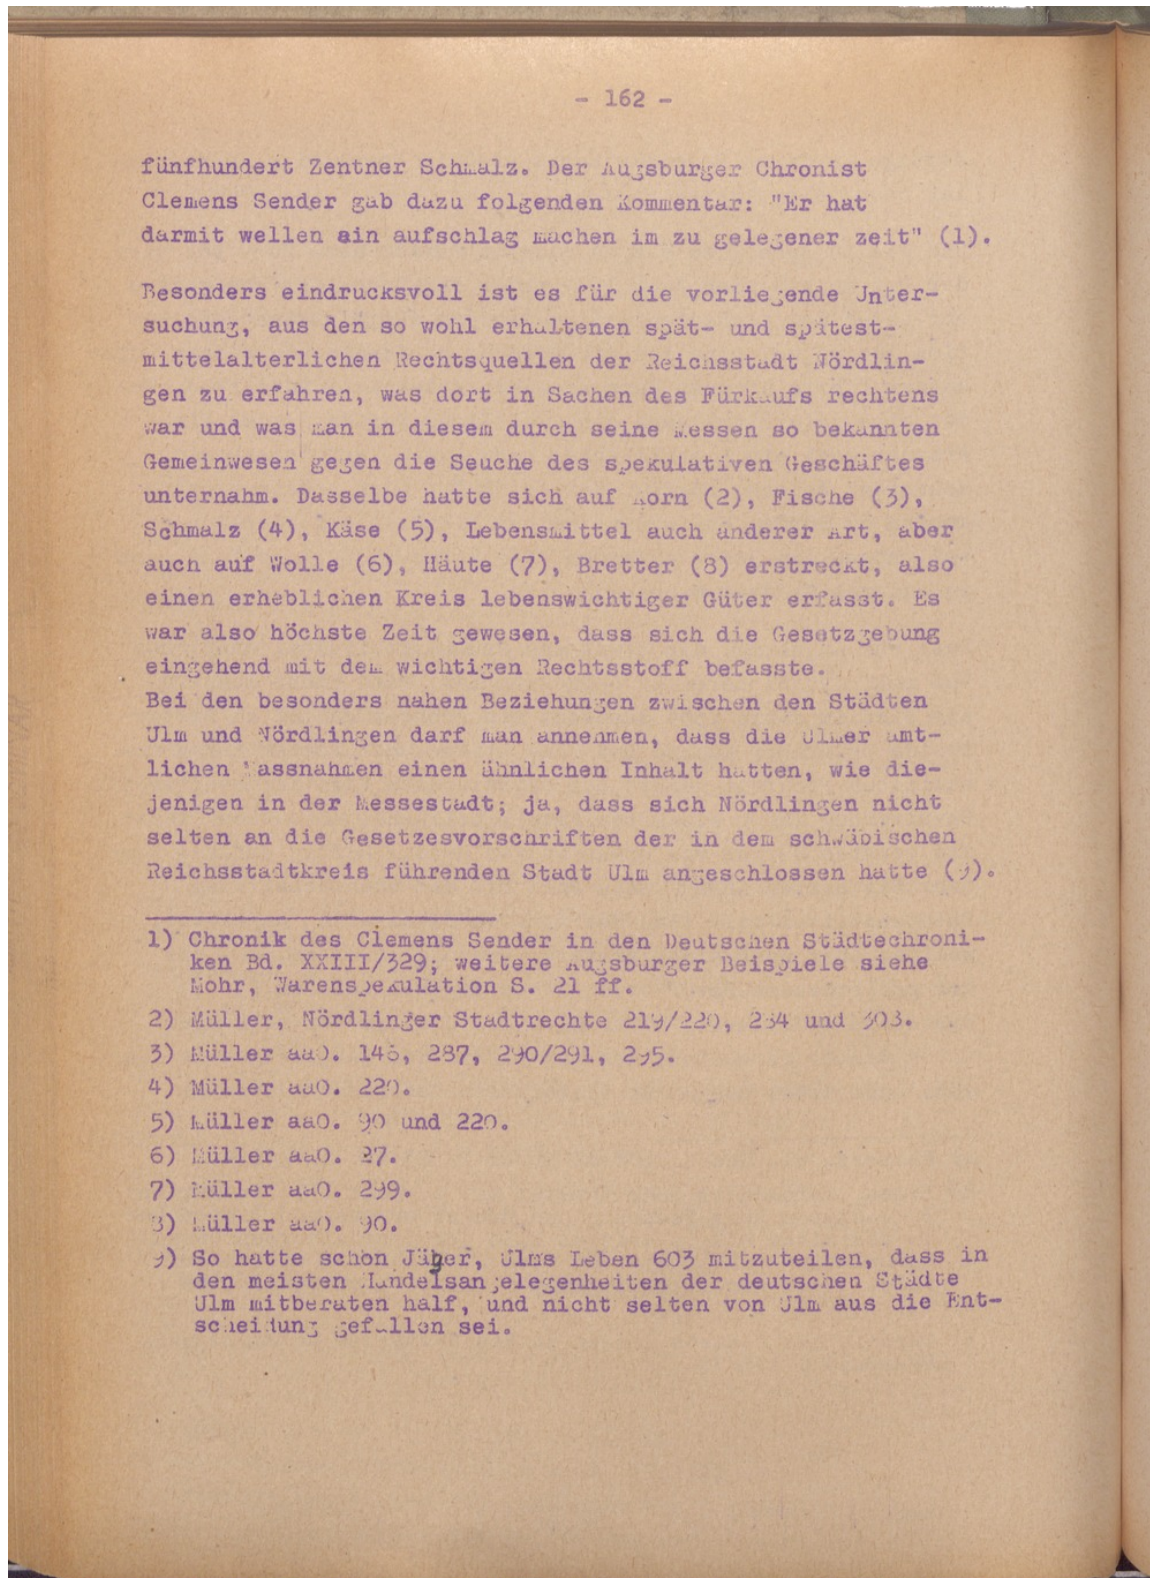 - 162 -
fünfhundert Zentner Schmalz. Der Augsburger Chronist
Clemens Sender gab dazu folgenden Kommentar: "Er hat
darmit wellen ain aufschlag machen im zu gelegener zeit" (1).
Besonders eindrucksvoll ist es für die vorliegende Unter-
suchung, aus den so wohl erhaltenen spät- und spätest-
mittelalterlichen Rechtsquellen der Reichsstadt Nördlin-
gen zu erfahren, was dort in Sachen des Fürkaufs rechtens
war und was man in diesem durch seine Messen so bekannten
Gemeinwesen gegen die Seuche des spekulativen Geschäftes
unternahm. Dasselbe hatte sich auf Korn (2), Fische (3),
Schmalz (4), Käse (5), Lebensmittel auch anderer Art, aber
auch auf Wolle (6), Häute (7), Bretter (8) erstreckt, also
einen erheblichen Kreis lebenswichtiger Güter erfasst. Es
war also höchste Zeit gewesen, dass sich die Gesetzgebung
eingehend mit dem wichtigen Rechtsstoff befasste.
Bei den besonders nahen Beziehungen zwischen den Städten
Ulm und Nördlingen darf man annehmen, dass die Ulmer amt-
lichen Massnahmen einen ähnlichen Inhalt hatten, wie die-
jenigen in der Messestadt; ja, dass sich Nördlingen nicht
selten an die Gesetzesvorschriften der in dem schwäbischen
Reichsstadtkreis führenden Stadt Ulm angeschlossen hatte (9).
1) Chronik des Clemens Sender in den Deutschen Städtechroni-
ken Bd. XXIII/329; weitere Augsburger Beispiele siehe
Mohr, Warenspekulation S. 21 ff.
2) Müller, Nördlinger Stadtrechte 219/220, und 303.
3) Müller aaO. 287, 290/291, 295.
4) Müller aaO. 220.
5) Müller aaO. 90 und 220.
6) Müller aaO. 27.
7) Müller aaO. 299.
8) Müller aaO. 90.
9) So hatte schon Jäger, Ulms Leben 603 mitzuteilen, dass in
den meisten Handelsangelegenheiten der deutschen Städte
Ulm mitberaten half, und nicht selten von Ulm aus die Ent-
scheidung gefallen sei.